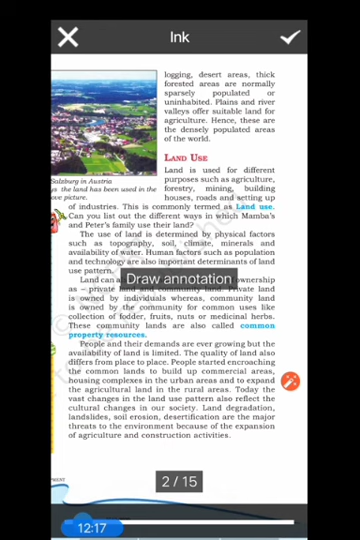 Ink
logging, desert areas, thick
forested areas are normally
sparsely populated or
uninhabited. Plains and river
valleys offer suitable land for
agriculture. Hence, these are
the densely populated areas
of the world.
LAND USE
Land is used for different
purposes such as agriculture,
forestry, mining, building
houses, roads and setting up
Salzburg in Austria
s the land has been used in the
ove picture.
of industries. This is commonly termed as Land use.
Can you list out the different ways in which Mamba's
and Peter's family use their land?
The use of land is determined by physical factors
such as topography, soil, climate, minerals and
availability of water. Human factors such as population
and technology are also important determinants of land
use pattern.
Land can a
ownership
Draw annotation
as – private land and community land. Private land
is owned by individuals whereas, community land
is owned by the community for common uses like
collection of fodder, fruits, nuts or medicinal herbs.
These community lands are also called common
property resources.
People and their demands are ever growing but the
availability of land is limited. The quality of land also
differs from place to place. People started encroaching
the common lands to build up commercial areas,
housing complexes in the urban areas and to expand
the agricultural land in the rural areas. Today the
vast changes in the land use pattern also reflect the
cultural changes in our society. Land degradation,
landslides, soil erosion, desertification are the major
threats to the environment because of the expansion
of agriculture and construction activities.
2 / 15
12:17